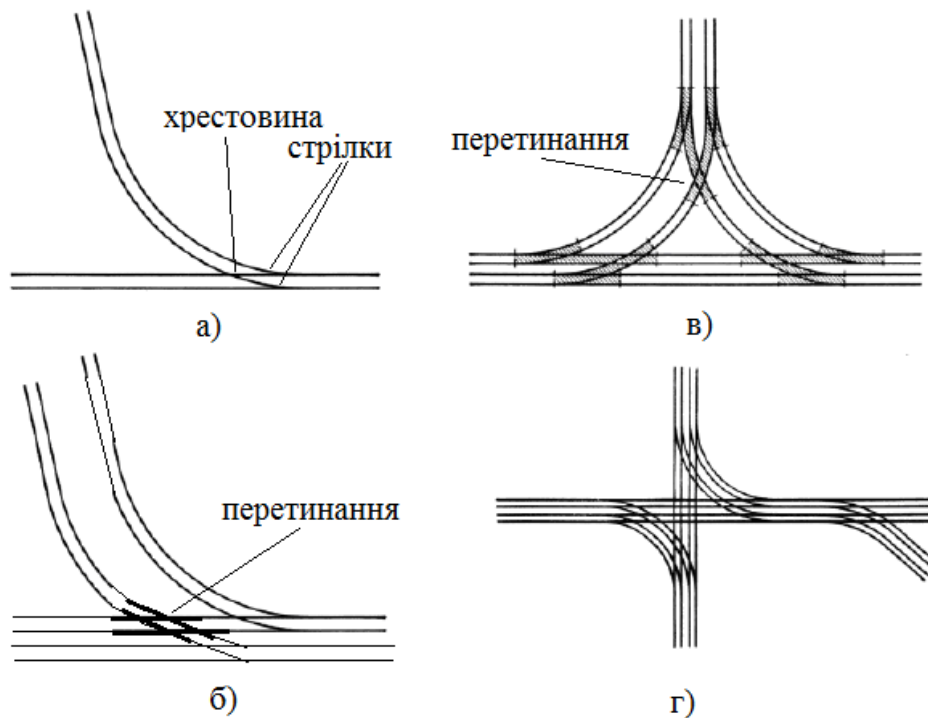 хрестовина
стрілки
а)
перетинання
в)
перетинання
б)
г)